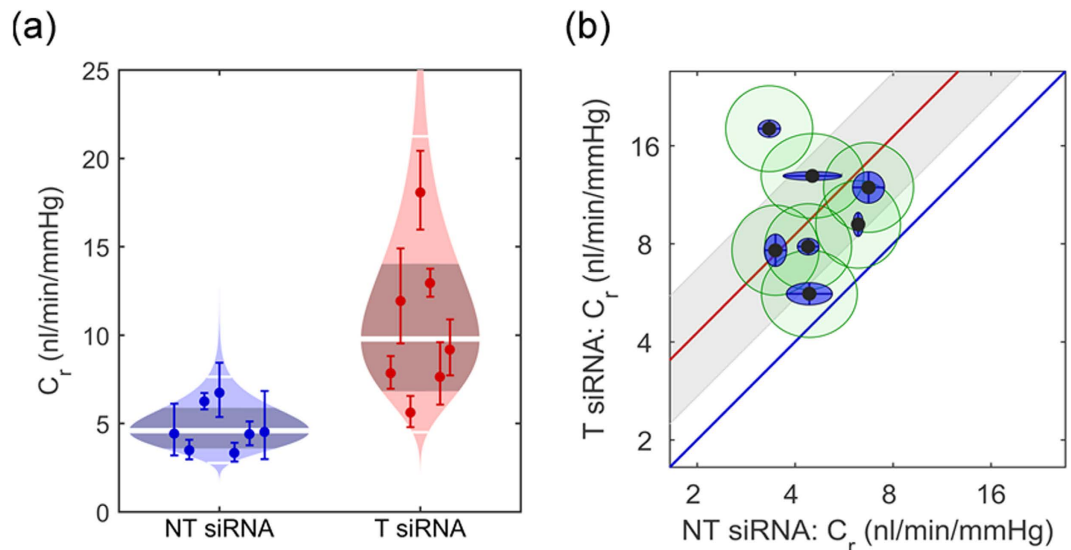 (a)
25
20
15
10
5
0
C_r (nl/min/mmHg)
NT siRNA
T siRNA
(b)
16
8
4
2
T siRNA: C_r (nl/min/mmHg)
2
4
8
16
NT siRNA: C_r (nl/min/mmHg)